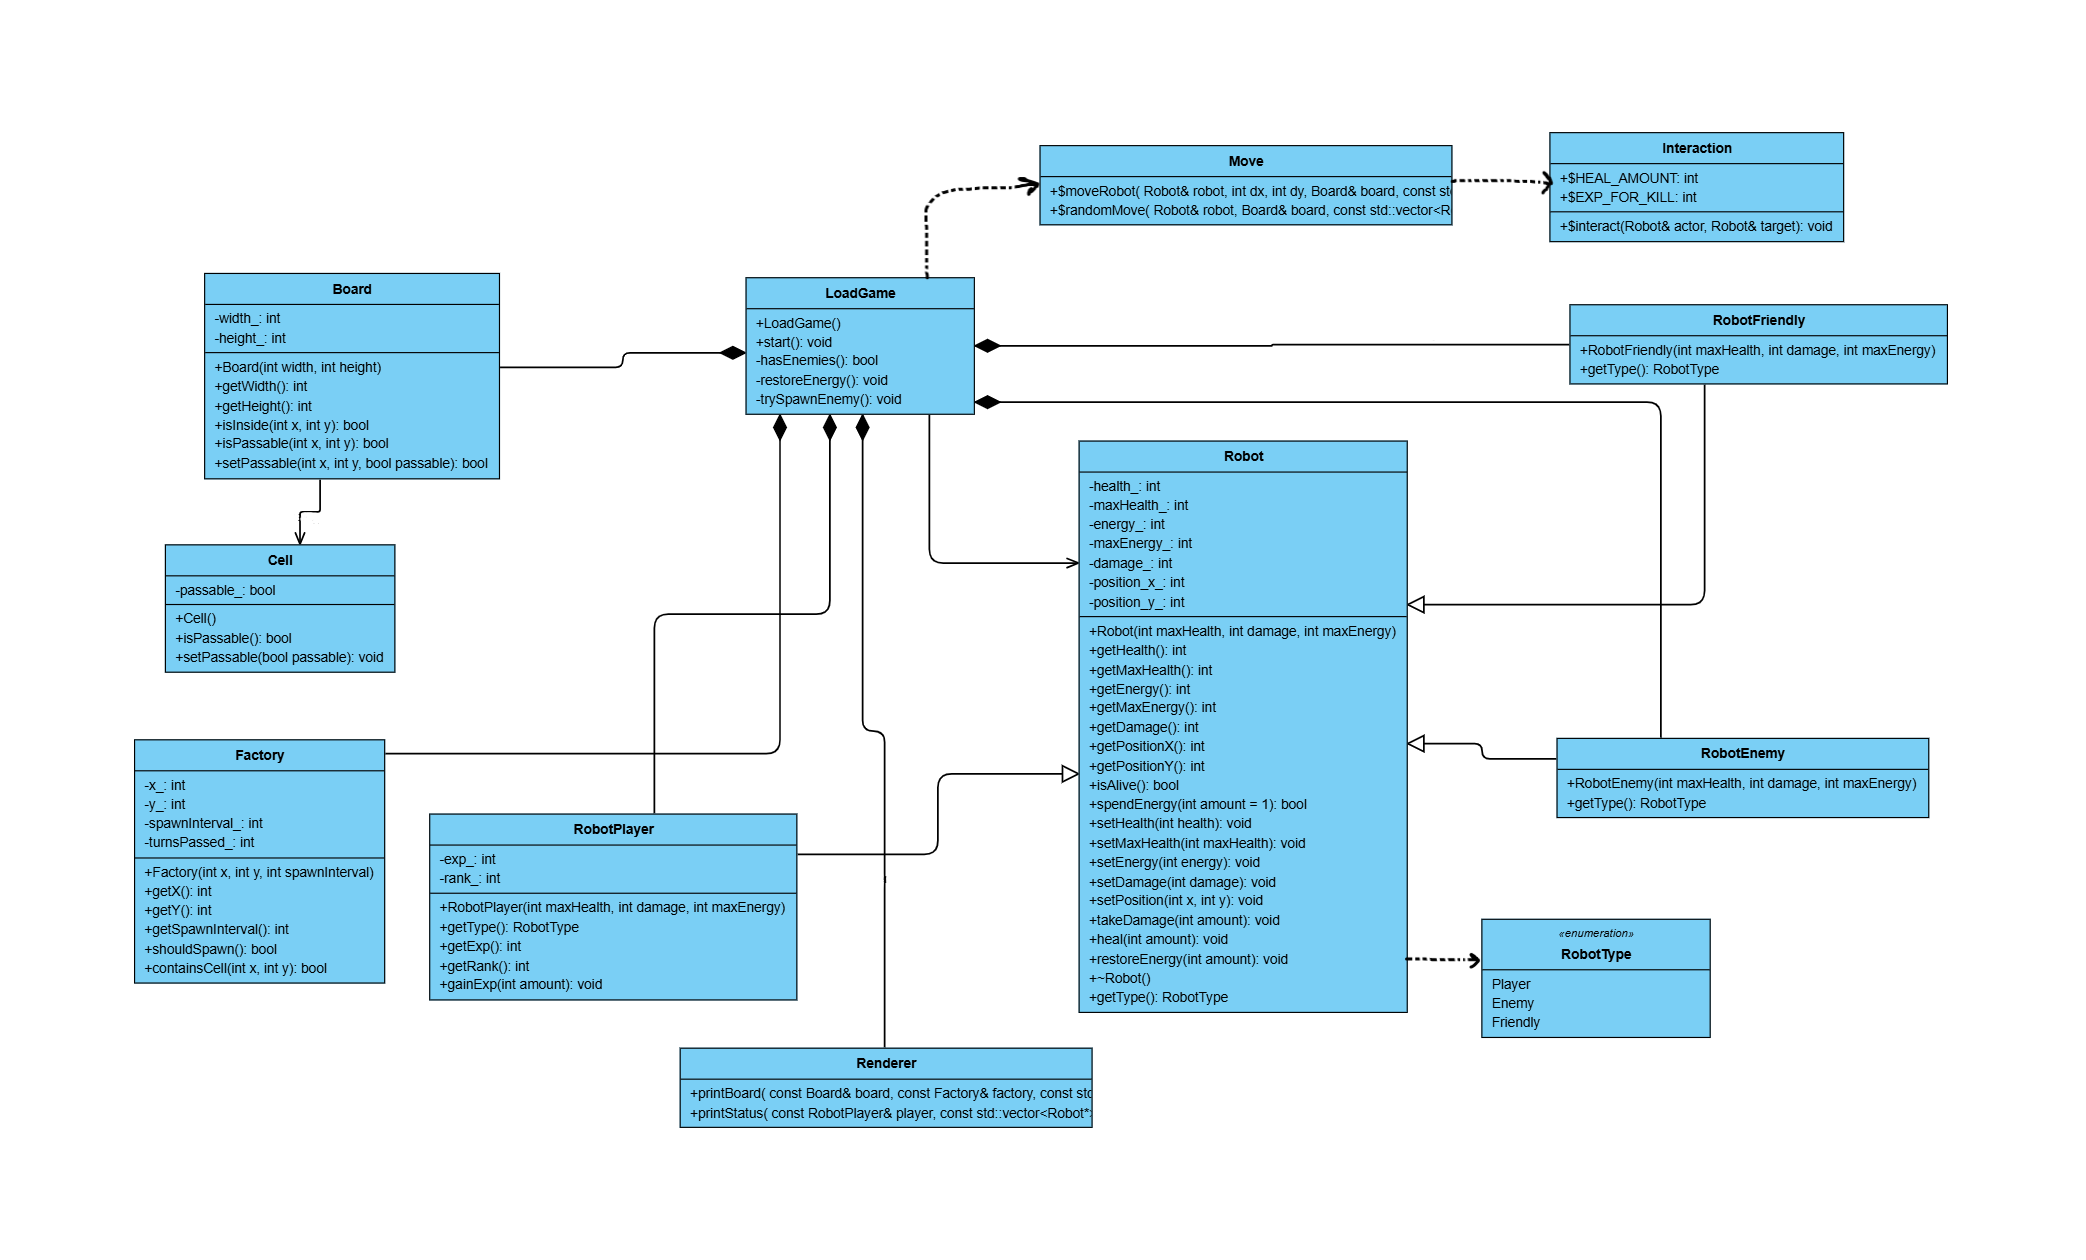 Move
+$moveRobot( Robot& robot, int dx, int dy, Board& board, const
+$randomMove( Robot& robot, Board& board, const std::vector<R
Interaction
+$HEAL_AMOUNT: int
+$EXP_FOR_KILL: int
+$interact(Robot& actor, Robot& target): void
Board
-width_: int
-height_: int
+Board(int width, int height)
+getWidth(): int
+getHeight(): int
+isInside(int x, int y): bool
+isPassable(int x, int y): bool
+setPassable(int x, int y, bool passable): bool
LoadGame
+LoadGame()
+start(): void
-hasEnemies(): bool
-restoreEnergy(): void
-trySpawnEnemy(): void
RobotFriendly
+RobotFriendly(int maxHealth, int damage, int maxEnergy)
+getType(): RobotType
Cell
-passable_: bool
+Cell()
+isPassable(): bool
+setPassable(bool passable): void
Robot
-health_: int
-maxHealth_: int
-energy_: int
-maxEnergy_: int
-damage_: int
-position_x_: int
-position_y_: int
+Robot(int maxHealth, int damage, int maxEnergy)
+getHealth(): int
+getMaxHealth(): int
+getEnergy(): int
+getMaxEnergy(): int
+getDamage(): int
+getPositionX(): int
+getPositionY(): int
+isAlive(): bool
+spendEnergy(int amount = 1): bool
+setHealth(int health): void
+setMaxHealth(int maxHealth): void
+setEnergy(int energy): void
+setDamage(int damage): void
+setPosition(int x, int y): void
+takeDamage(int amount): void
+heal(int amount): void
+restoreEnergy(int amount): void
+~Robot()
+getType(): RobotType
RobotEnemy
+RobotEnemy(int maxHealth, int damage, int maxEnergy)
+getType(): RobotType
Factory
-x_: int
-y_: int
-spawnInterval_: int
-turnsPassed_: int
+Factory(int x, int y, int spawnInterval)
+getX(): int
+getY(): int
+getSpawnInterval(): int
+shouldSpawn(): bool
+containsCell(int x, int y): bool
RobotPlayer
-exp_: int
-rank_: int
+RobotPlayer(int maxHealth, int damage, int maxEnergy)
+getType(): RobotType
+getExp(): int
+getRank(): int
+gainExp(int amount): void
«enumeration»
RobotType
Player
Enemy
Friendly
Renderer
+printBoard( const Board& board, const Factory& factory, const
+printStatus( const RobotPlayer& player, const std::vector<Robot*